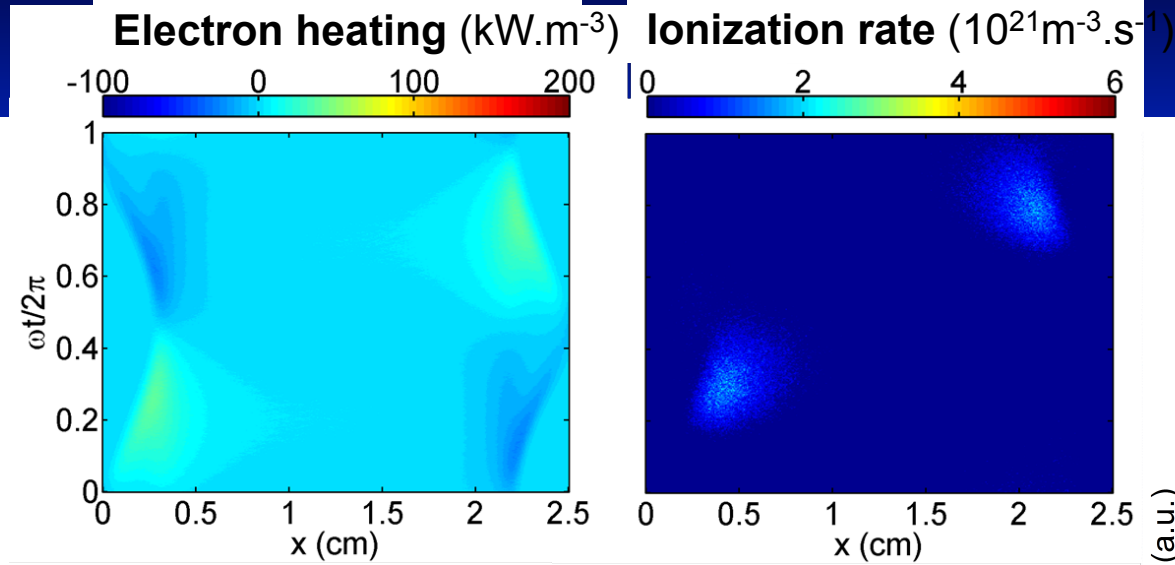 Electron heating (kW.m-3) Ionization rate (10²¹m-3.s-1)
-100 0 100 200 0 2 4 6
1
0.8
0.6
0.4
0.2
0
ωt/2π
0 0.5 1 1.5 2 2.5 0 0.5 1 1.5 2 2.5
x (cm) x (cm)
(a.u.)